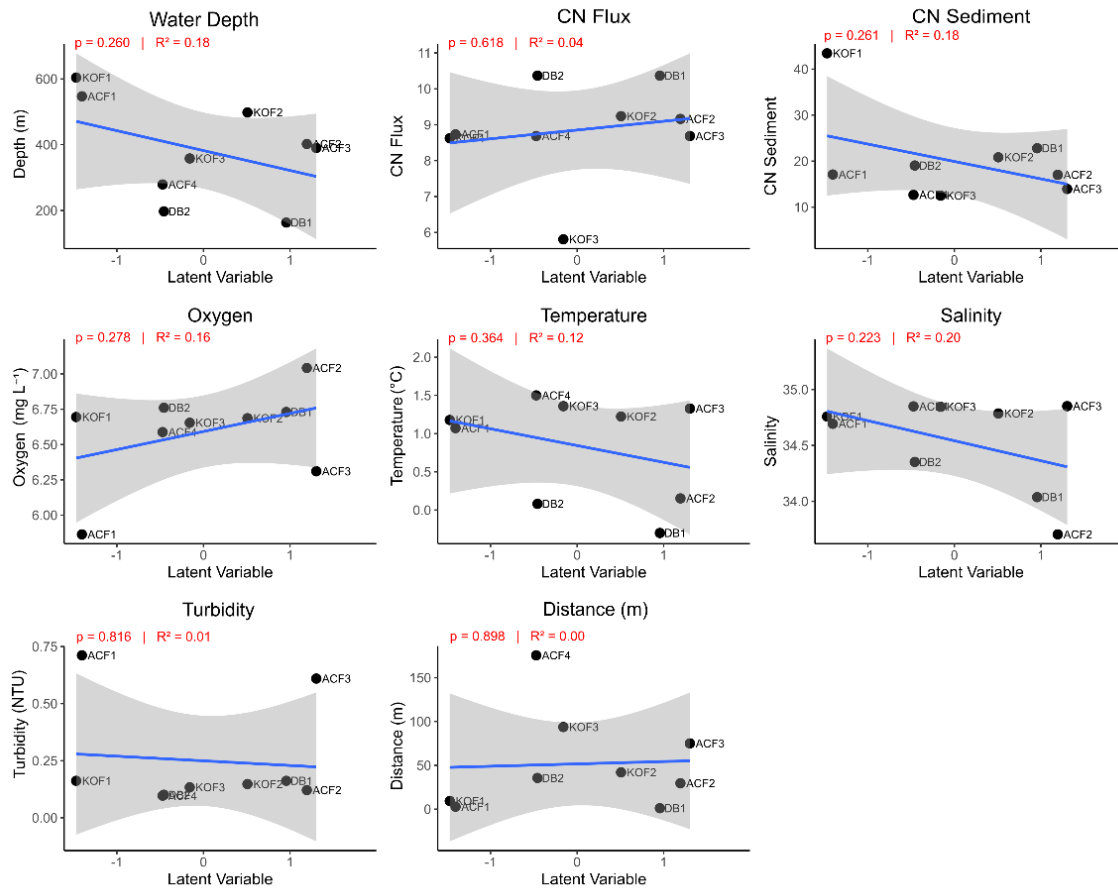 Water Depth
p = 0.260 | R² = 0.18
Depth (m)
600
400
200
KOF1
ACF1
KOF2
ACF2
ACF3
KOF3
ACF4
DB2
DB1
-1 0 1
Latent Variable
CN Flux
p = 0.618 | R² = 0.04
CN Flux
11
10
9
8
7
6
DB2
DB1
KOF2
ACF2
ACF1
ACF4
ACF3
KOF3
-1 0 1
Latent Variable
CN Sediment
p = 0.261 | R² = 0.18
CN Sediment
40
30
20
10
KOF1
DB1
KOF2
DB2
ACF1
ACF2
ACF3
KOF3
-1 0 1
Latent Variable
Oxygen
p = 0.278 | R² = 0.16
Oxygen (mg L⁻¹)
7.00
6.75
6.50
6.25
6.00
ACF2
DB2
DB1
KOF1
KOF2
KOF3
ACF4
ACF3
ACF1
-1 0 1
Latent Variable
Temperature
p = 0.364 | R² = 0.12
Temperature (°C)
2.0
1.5
1.0
0.5
0.0
ACF4
KOF3
ACF3
KOF2
KOF1
ACF1
ACF2
DB2
DB1
-1 0 1
Latent Variable
Salinity
p = 0.223 | R² = 0.20
Salinity
35.0
34.5
34.0
ACF3
KOF3
KOF2
KOF1
ACF1
DB2
DB1
ACF2
-1 0 1
Latent Variable
Turbidity
p = 0.816 | R² = 0.01
Turbidity (NTU)
0.75
0.50
0.25
0.00
ACF1
ACF3
KOF1
DB1
KOF2
KOF3
ACF2
DB2
ACF4
-1 0 1
Latent Variable
Distance (m)
p = 0.898 | R² = 0.00
Distance (m)
150
100
50
0
ACF4
KOF3
ACF3
KOF2
DB2
ACF2
KOF1
ACF1
DB1
-1 0 1
Latent Variable